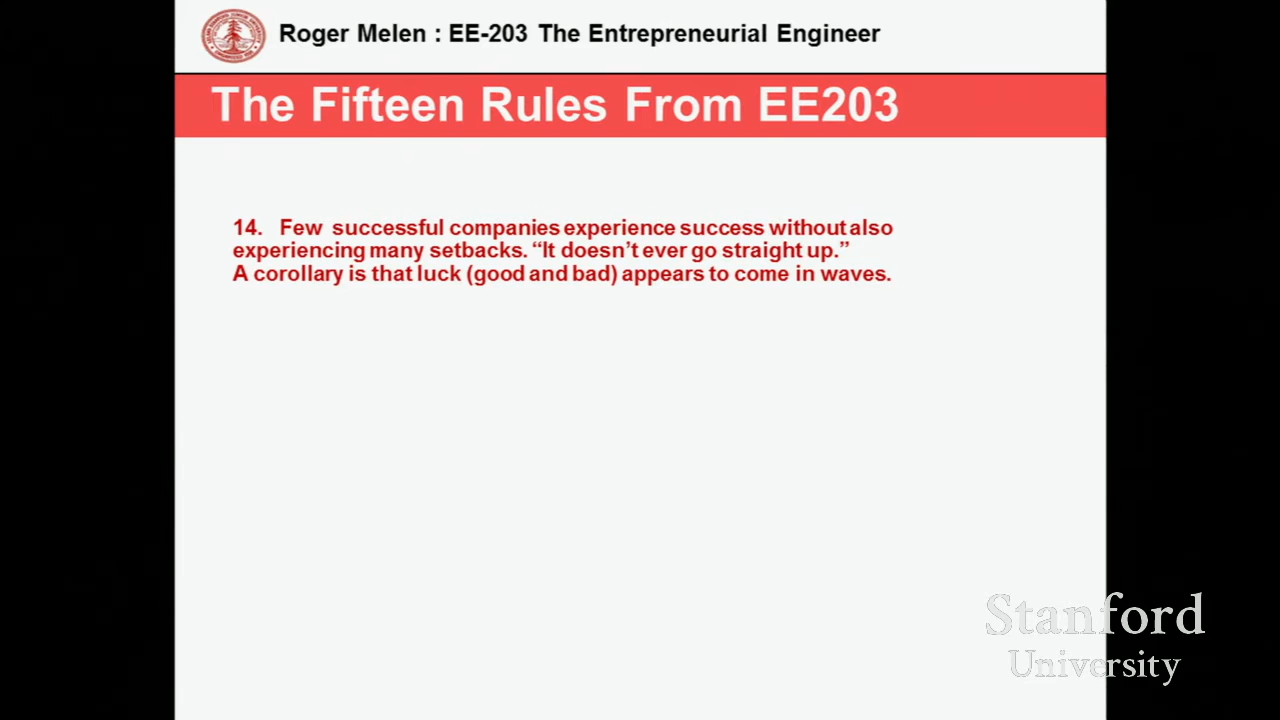 Roger Melen : EE-203 The Entrepreneurial Engineer
The Fifteen Rules From EE203
14. Few successful companies experience success without also
experiencing many setbacks. “It doesn’t ever go straight up.”
A corollary is that luck (good and bad) appears to come in waves.
Stanford
University